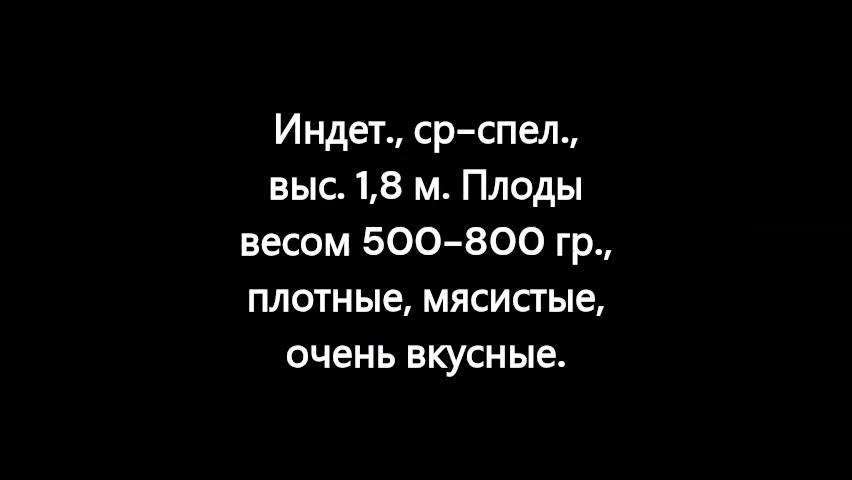 Индет., ср-спел.,
выс. 1,8 м. Плоды
весом 500-800 гр.,
плотные, мясистые,
очень вкусные.